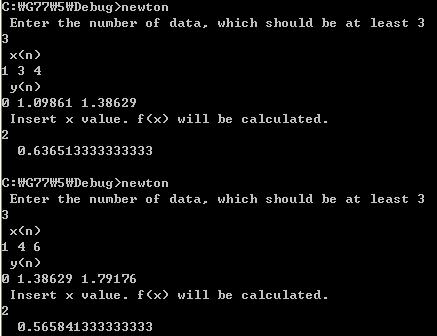 C:₩G77₩5₩Debug>newton
Enter the number of data, which should be at least 3
3
x(n)
1 3 4
y(n)
0 1.09861 1.38629
Insert x value. f(x) will be calculated.
2
0.636513333333333
C:₩G77₩5₩Debug>newton
Enter the number of data, which should be at least 3
3
x(n)
1 4 6
y(n)
0 1.38629 1.79176
Insert x value. f(x) will be calculated.
2
0.565841333333333